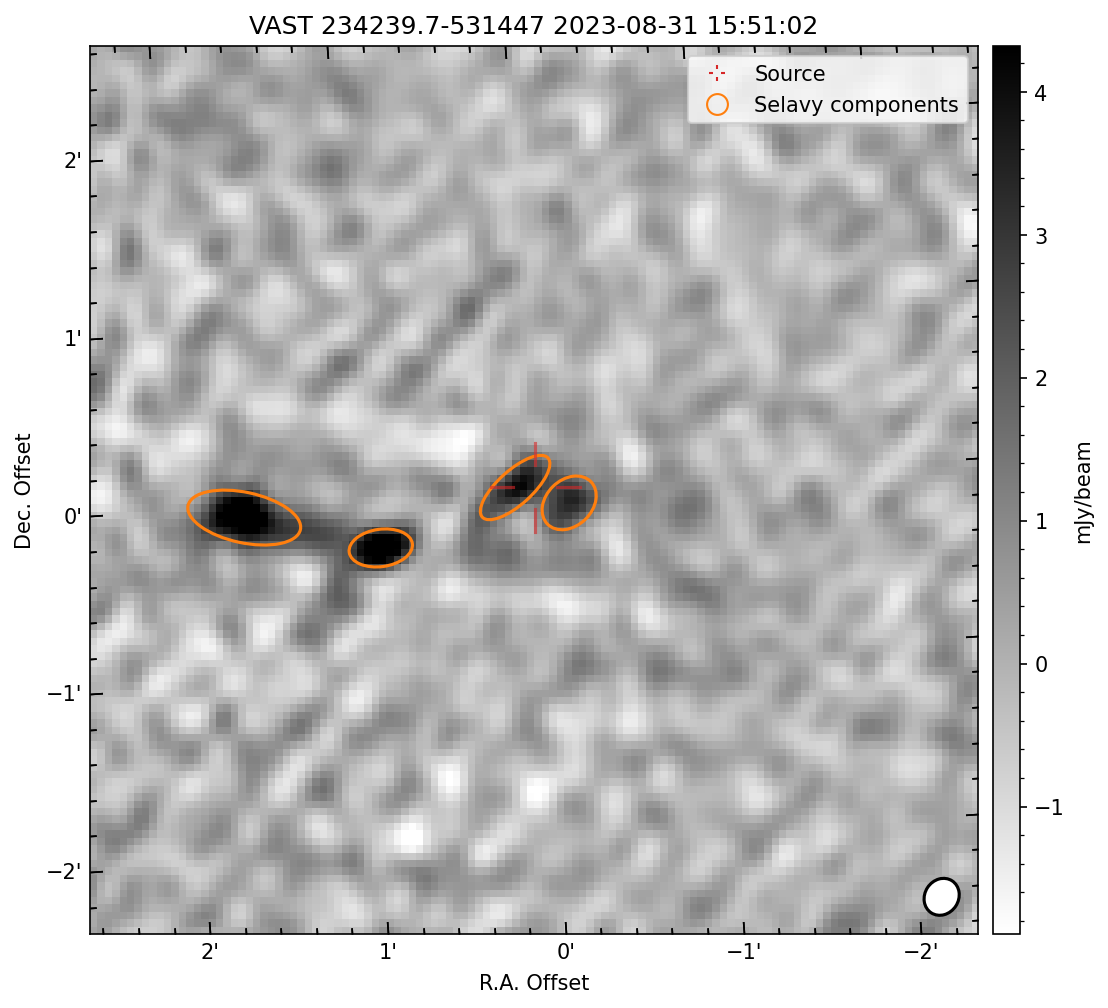 VAST 234239.7-531447 2023-08-31 15:51:02
Source
Selavy components
2'
1'
0'
−1'
−2'
Dec. Offset
2'
1'
0'
−1'
−2'
R.A. Offset
4
3
2
1
0
−1
mJy/beam